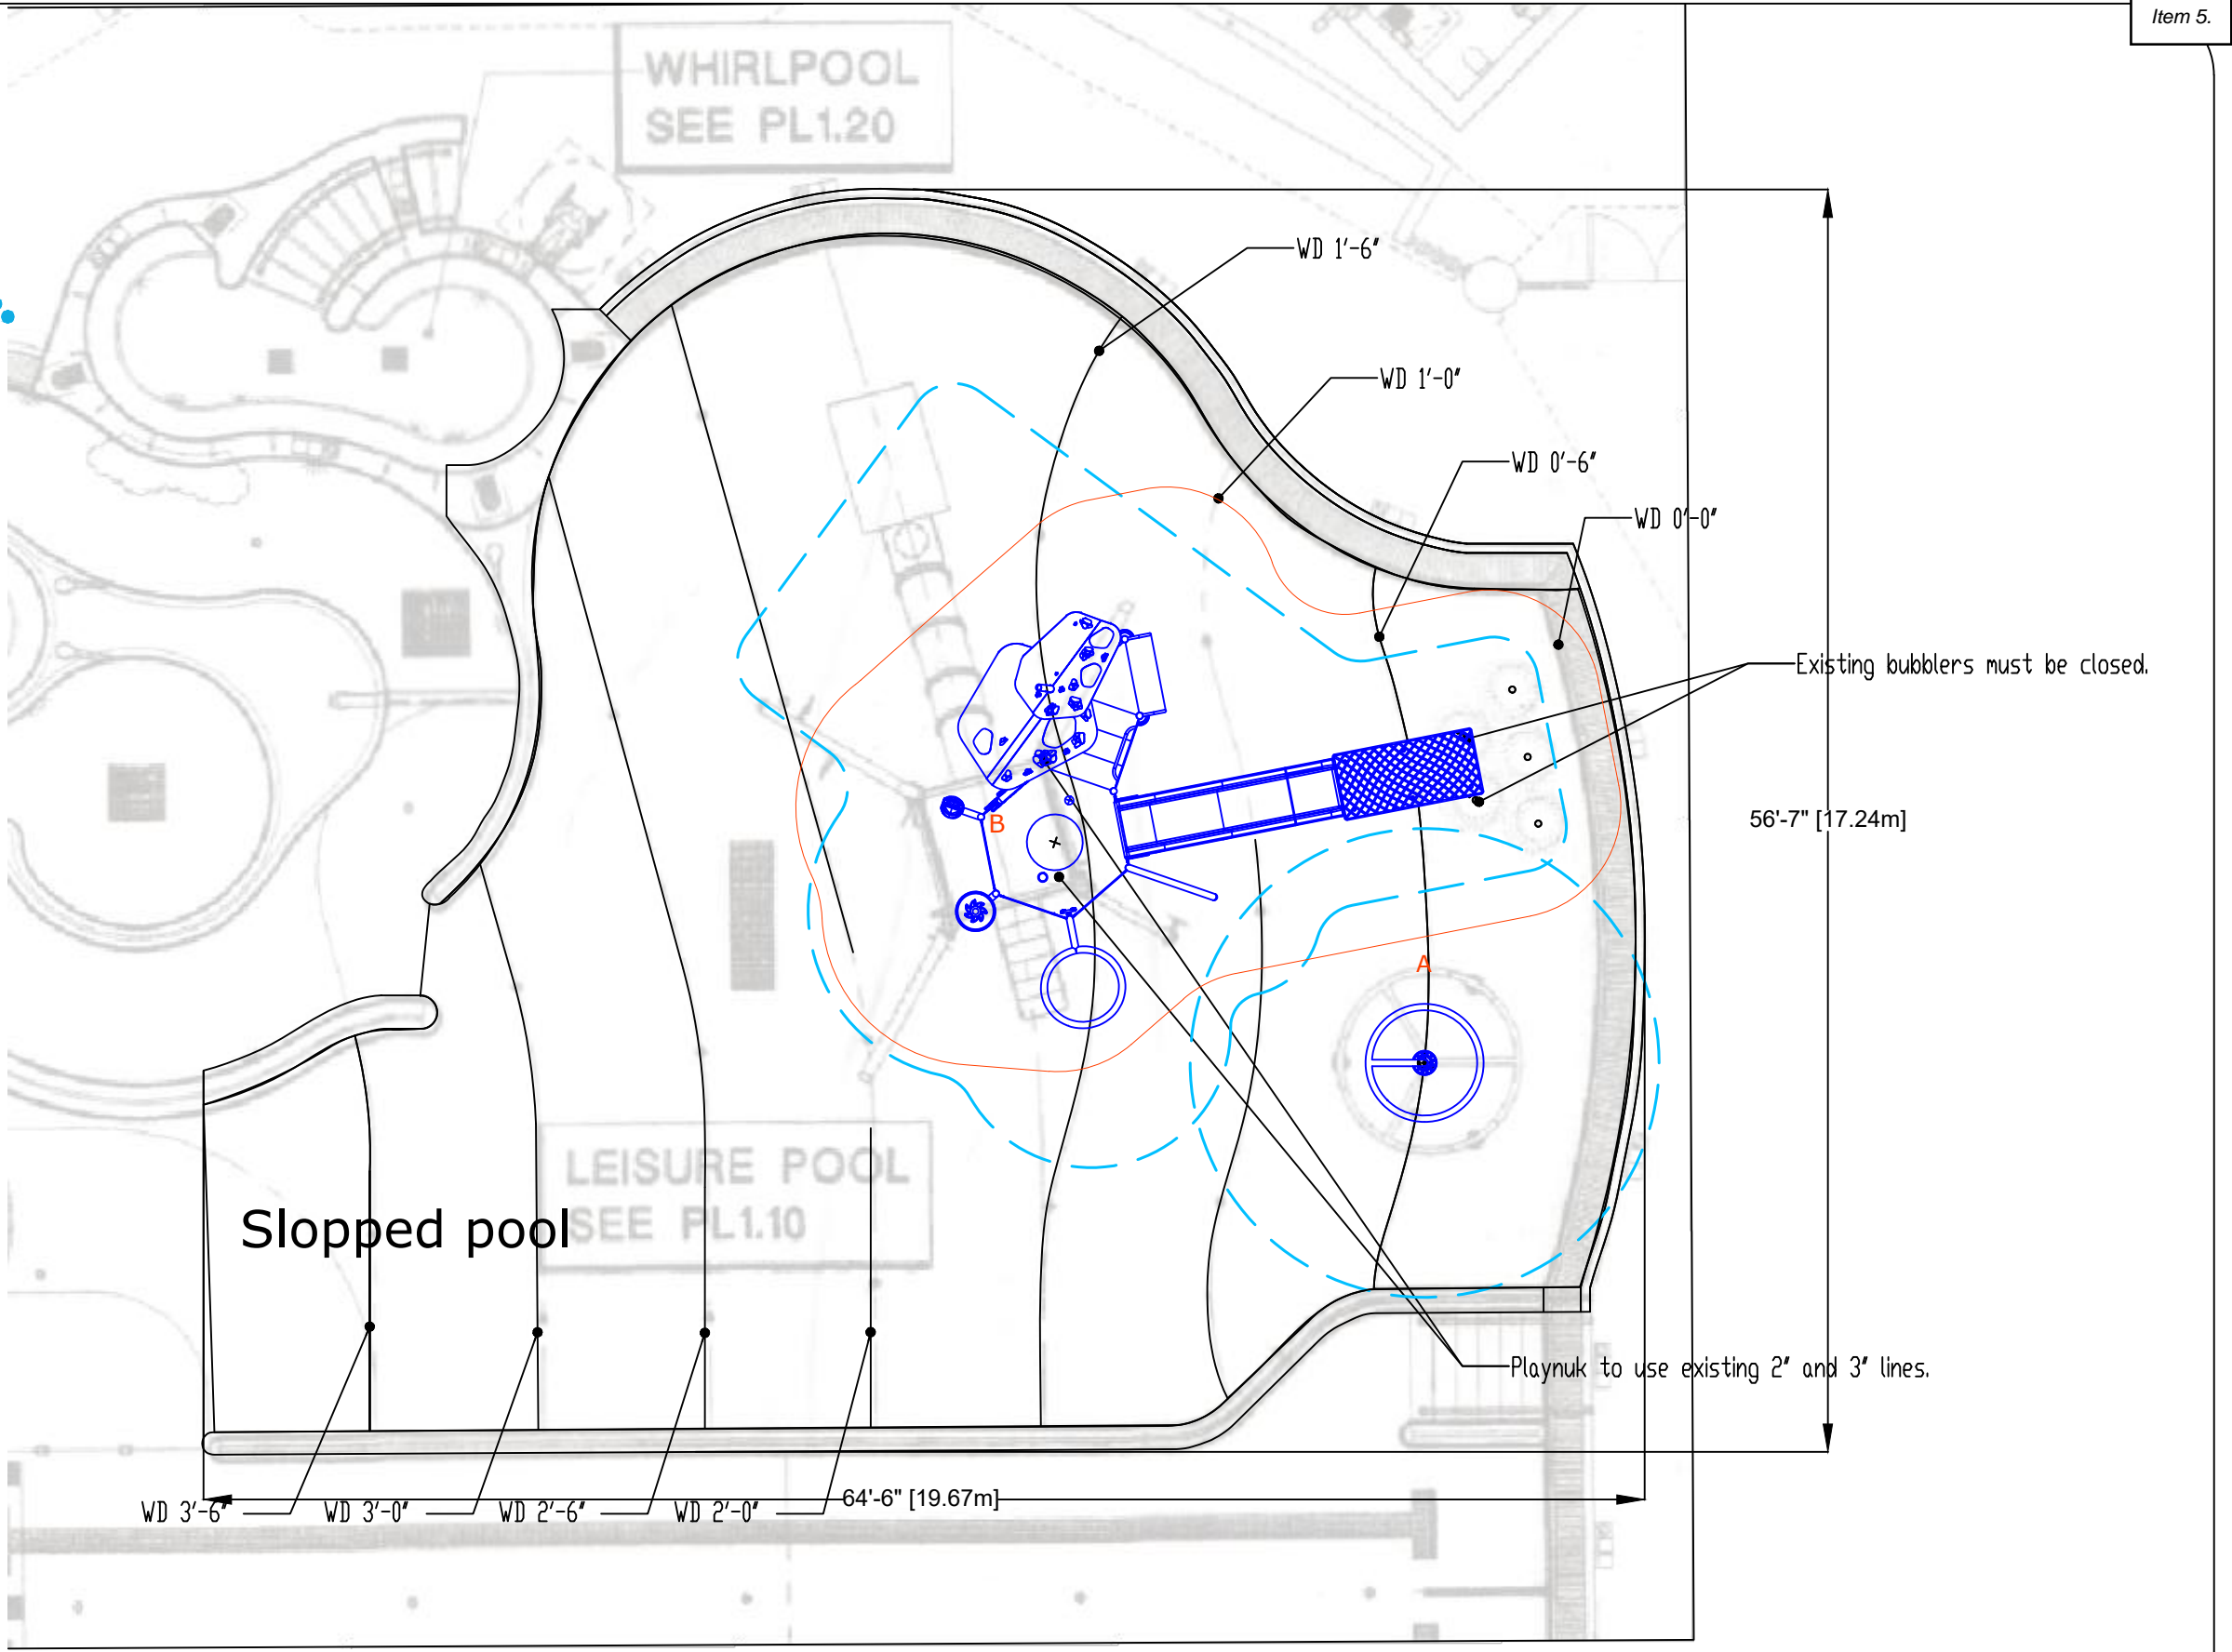 Item 5.
WHIRLPOOL
SEE PL1.20
WD 1'-6"
WD 1'-0"
WD 0'-6"
WD 0'-0"
Existing bubblers must be closed.
56'-7" [17.24m]
B
A
LEISURE POOL
SEE PL1.10
Slopped pool
Playnuk to use existing 2" and 3" lines.
64'-6" [19.67m]
WD 3'-6"
WD 3'-0"
WD 2'-6"
WD 2'-0"